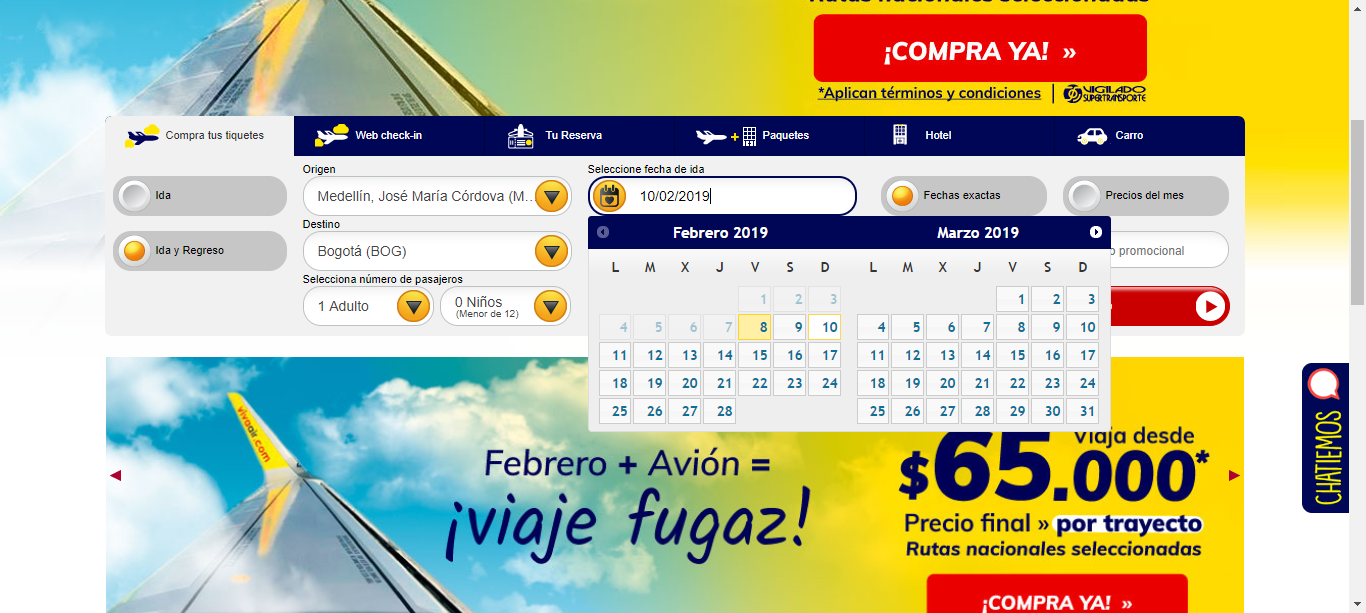 Rutas nacionales seleccionadas
¡COMPRA YA! »
*Aplican términos y condiciones | VIGILADO SUPERTRANSPORTE
Compra tus tiquetes
Web check-in
Tu Reserva
Paquetes
Hotel
Carro
Ida
Ida y Regreso
Origen
Medellín, José María Córdova (M...
Destino
Bogotá (BOG)
Selecciona número de pasajeros
1 Adulto
0 Niños
(Menor de 12)
Seleccione fecha de ida
10/02/2019
Fechas exactas
Precios del mes
promocional
Febrero 2019
L M X J V S D
1 2 3
4 5 6 7 8 9 10
11 12 13 14 15 16 17
18 19 20 21 22 23 24
25 26 27 28
Marzo 2019
L M X J V S D
1 2 3
4 5 6 7 8 9 10
11 12 13 14 15 16 17
18 19 20 21 22 23 24
25 26 27 28 29 30 31
vivaair.com
Febrero + Avión =
¡viaje fugaz!
Viaja desde
$65.000*
Precio final » por trayecto
Rutas nacionales seleccionadas
¡COMPRA YA! »
CHATIEMOS